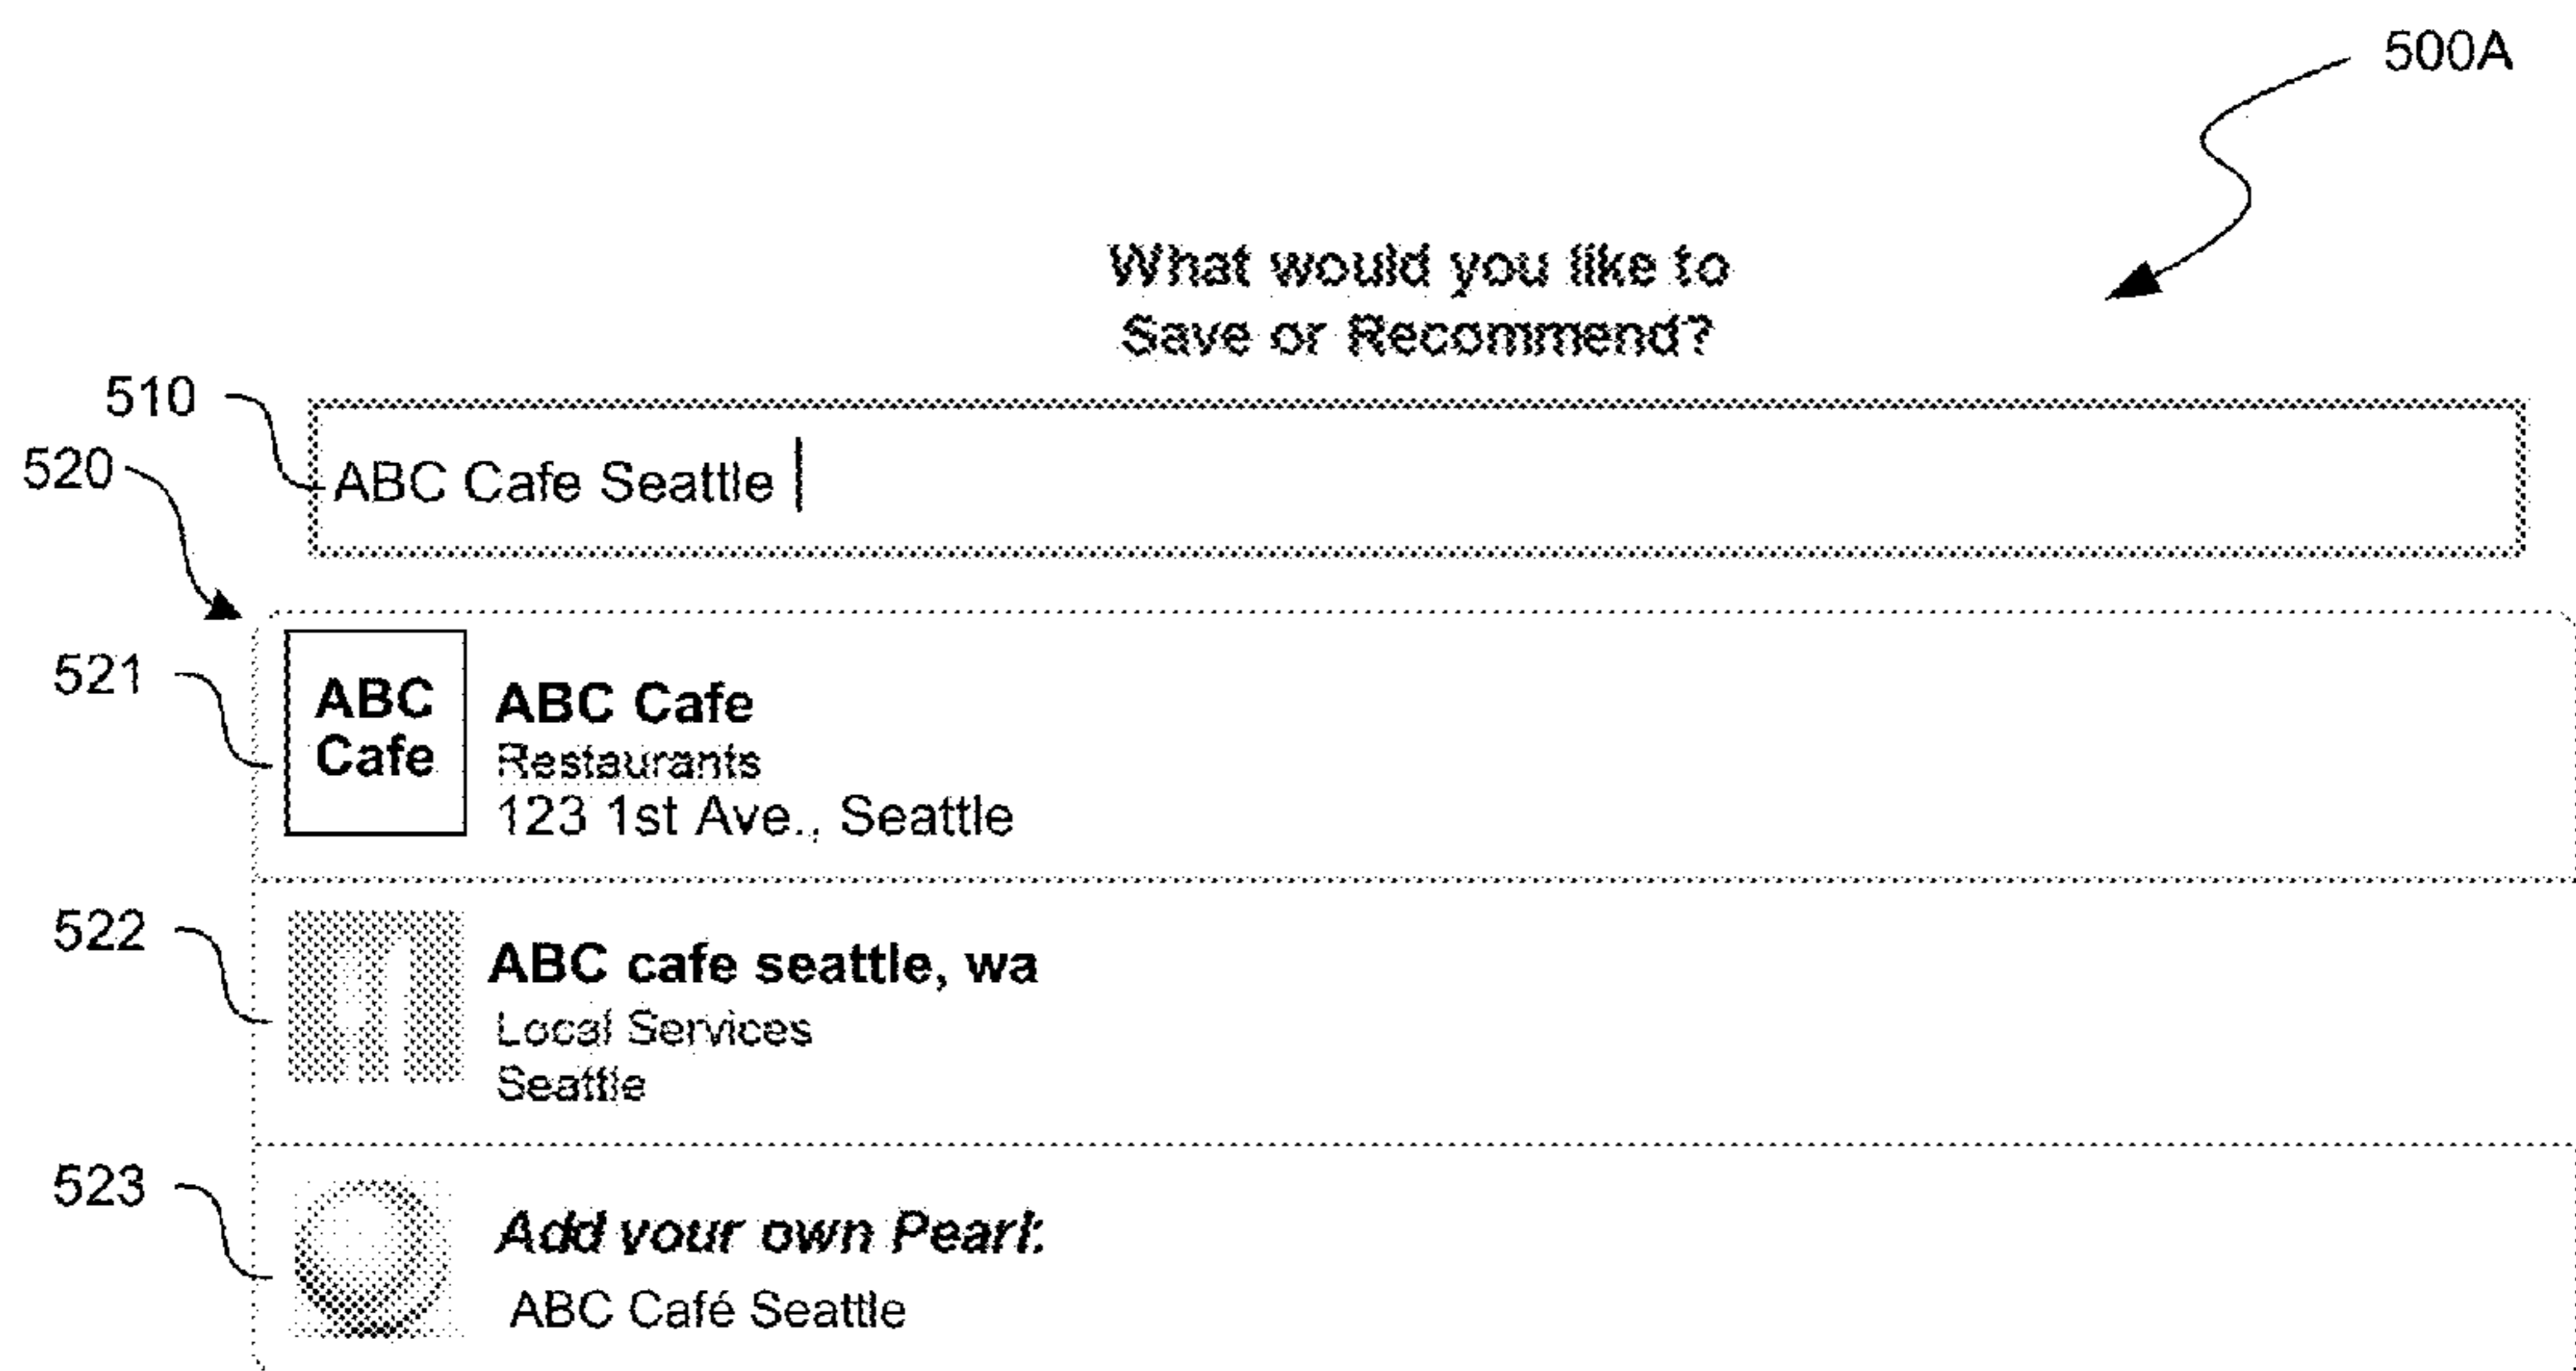 500A
What would you like to
Save or Recommend?
510
ABC Cafe Seattle
520
521
ABC
Cafe
ABC Cafe
Restaurants
123 1st Ave., Seattle
522
ABC cafe seattle, wa
Local Services
Seattle
523
Add your own Pearl:
ABC Café Seattle